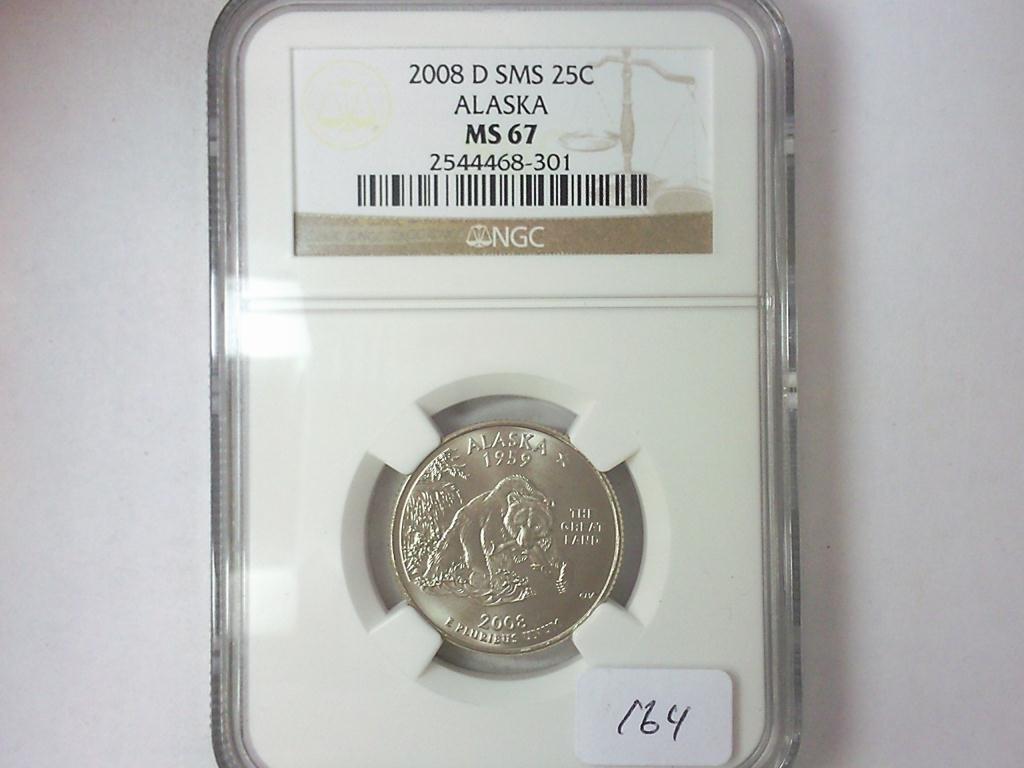 2008 D SMS 25C
ALASKA
MS 67
2544468-301
NGC
ALASKA
1959
THE
GREAT
LAND
2008
E PLURIBUS UNUM
164